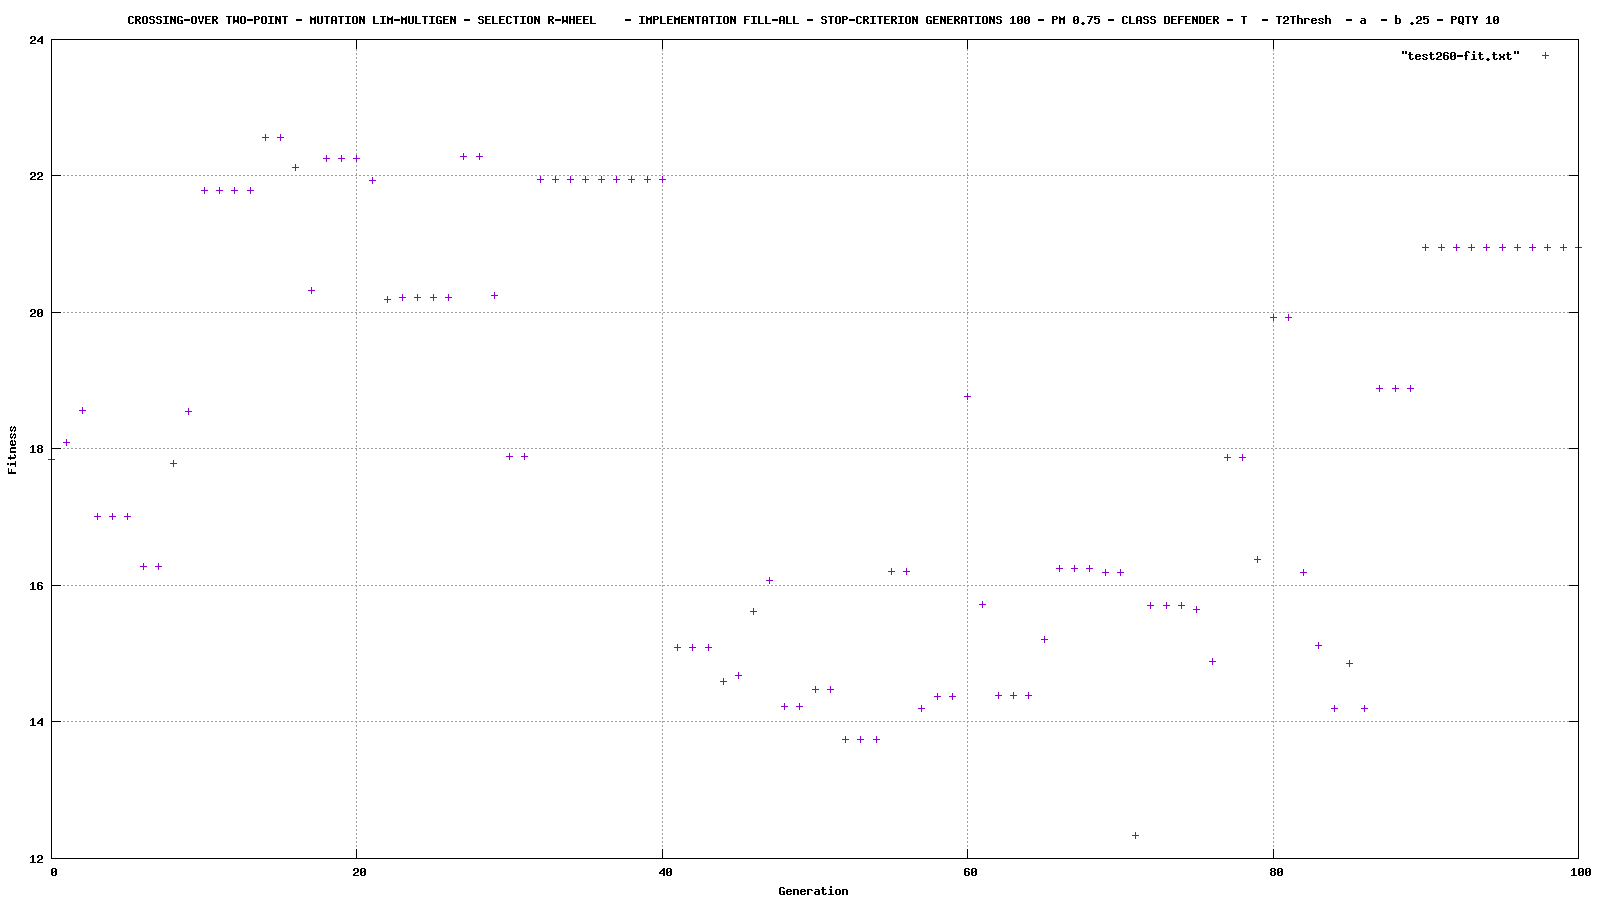 CROSSING-OVER TWO-POINT - MUTATION LIM-MULTIGEN - SELECTION R-WHEEL    - IMPLEMENTATION FILL-ALL - STOP-CRITERION GENERATIONS 100 - PM 0.75 - CLASS DEFENDER - T  - T2Thresh  - a  - b .25 - PQTY 10
"test260-fit.txt"
24
22
20
18
16
14
12
Fitness
0 20 40 60 80 100
Generation